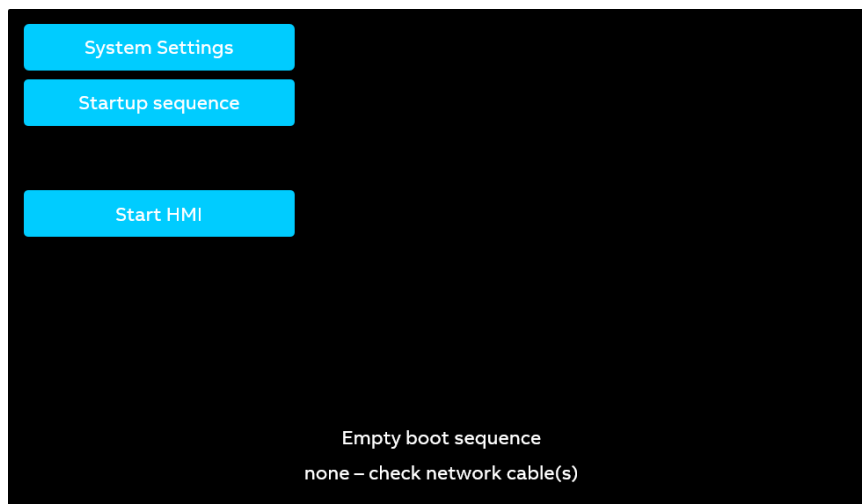 System Settings
Startup sequence
Start HMI
Empty boot sequence
none – check network cable(s)